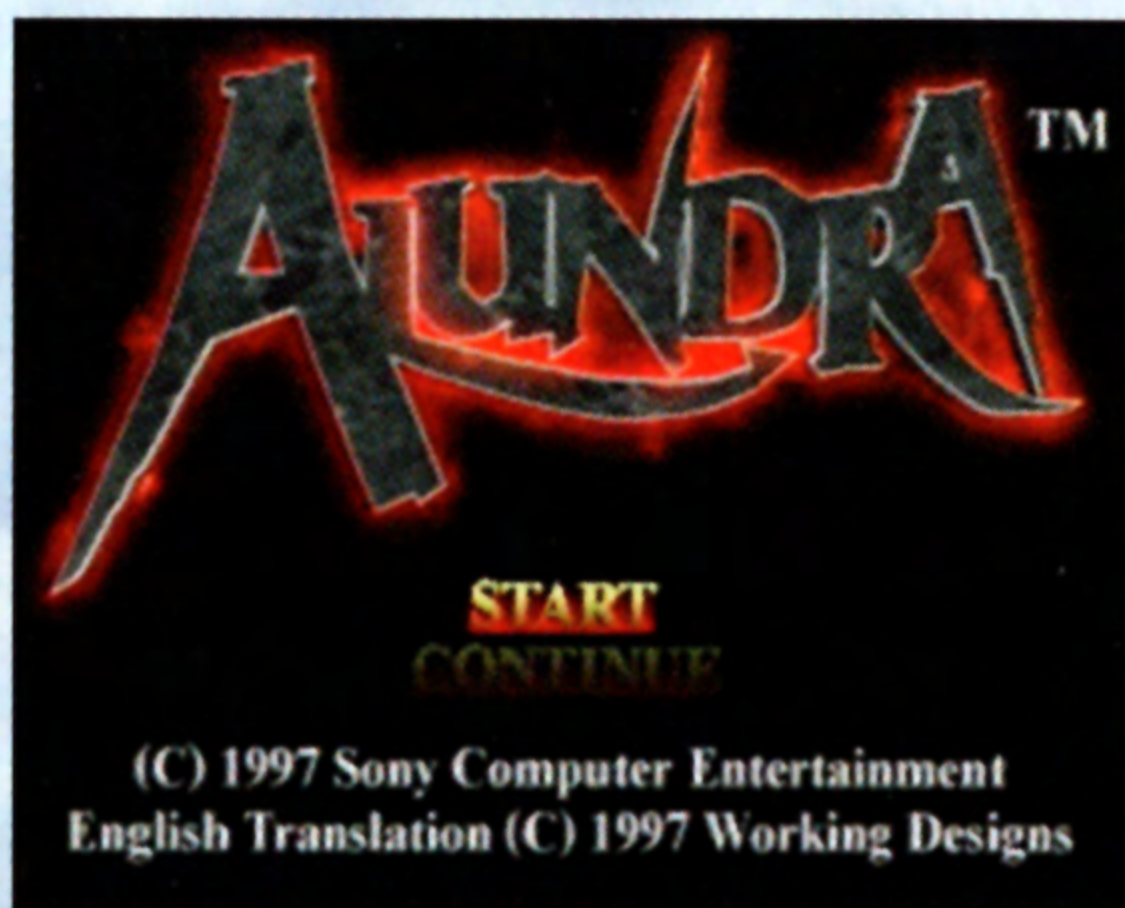 ALUNDRA TM
START
CONTINUE
(C) 1997 Sony Computer Entertainment
English Translation (C) 1997 Working Designs